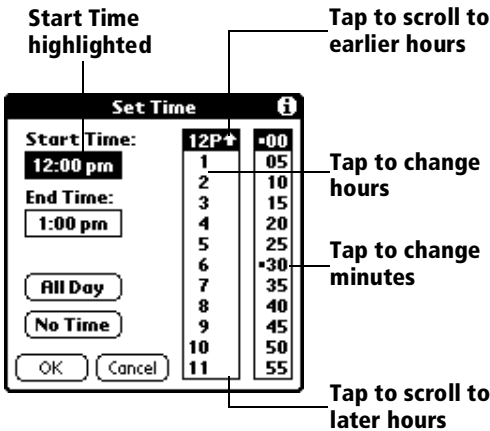 Start Time
highlighted
Tap to scroll to
earlier hours
Set Time
Start Time:
12:00 pm
End Time:
1:00 pm
All Day
No Time
OK
Cancel
12P
1
2
3
4
5
6
7
8
9
10
11
00
05
10
15
20
25
30
35
40
45
50
55
Tap to change
hours
Tap to change
minutes
Tap to scroll to
later hours